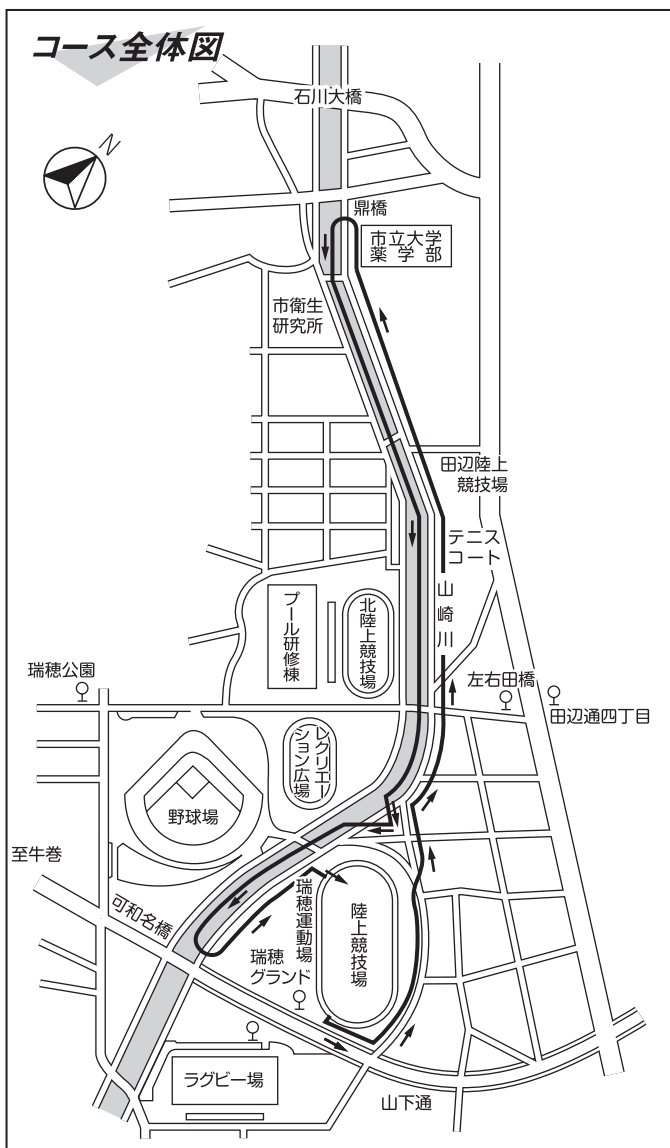 コース全体図
N
石川大橋
鼎橋
市立大学
薬学部
市衛生
研究所
田辺陸上
競技場
テニス
コート
山崎川
プール研修棟
北陸上競技場
瑞穂公園
左右田橋
田辺通四丁目
レクリエー
ション広場
野球場
至牛巻
可和名橋
瑞穂運動場
陸上競技場
瑞穂
グランド
ラグビー場
山下通